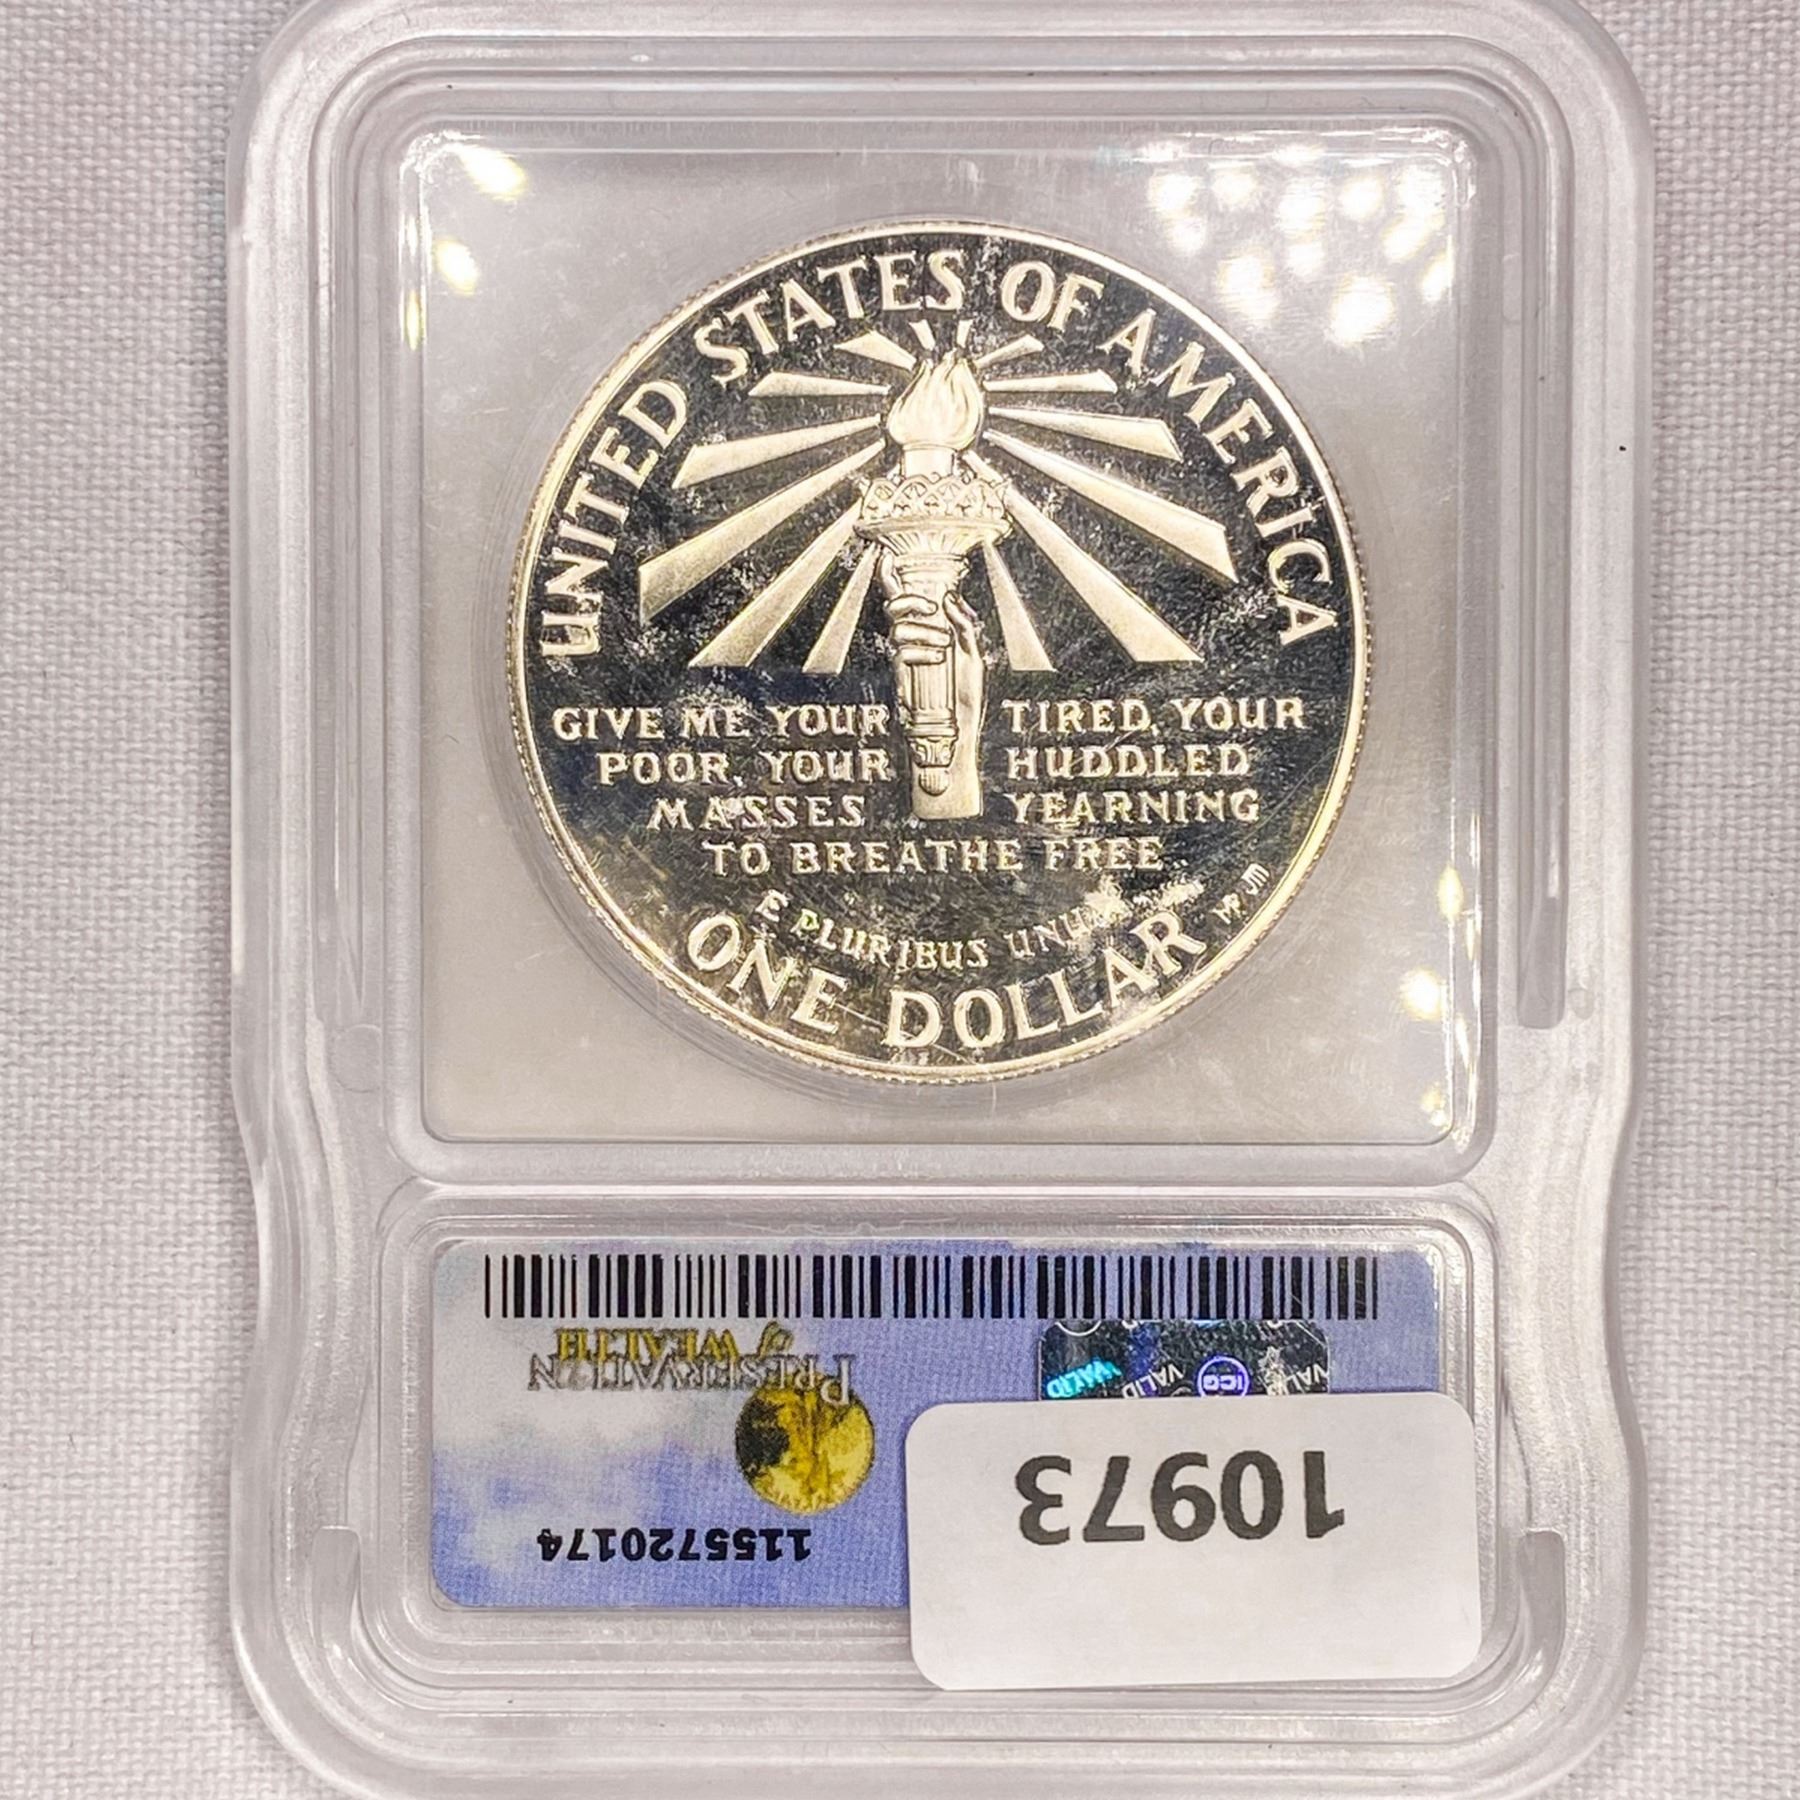 UNITED STATES OF AMERICA
GIVE ME YOUR TIRED, YOUR
POOR, YOUR HUDDLED
MASSES YEARNING
TO BREATHE FREE
E PLURIBUS UNUM
ONE DOLLAR
PRESERVATION
of WEALTH
VALID
VALID
ICG
VALID
10973
1155720174